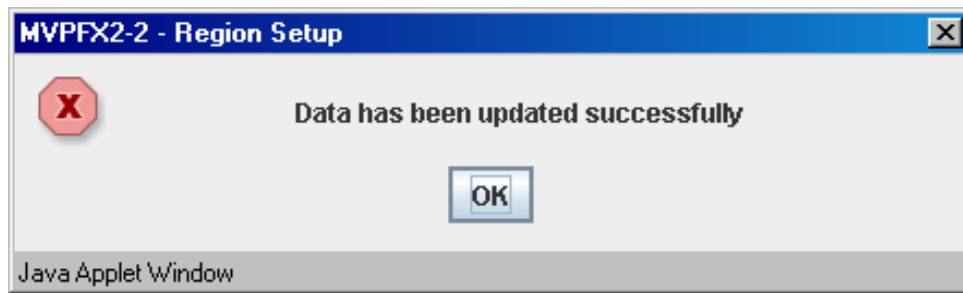 MVPFX2-2 - Region Setup
Data has been updated successfully
OK
Java Applet Window